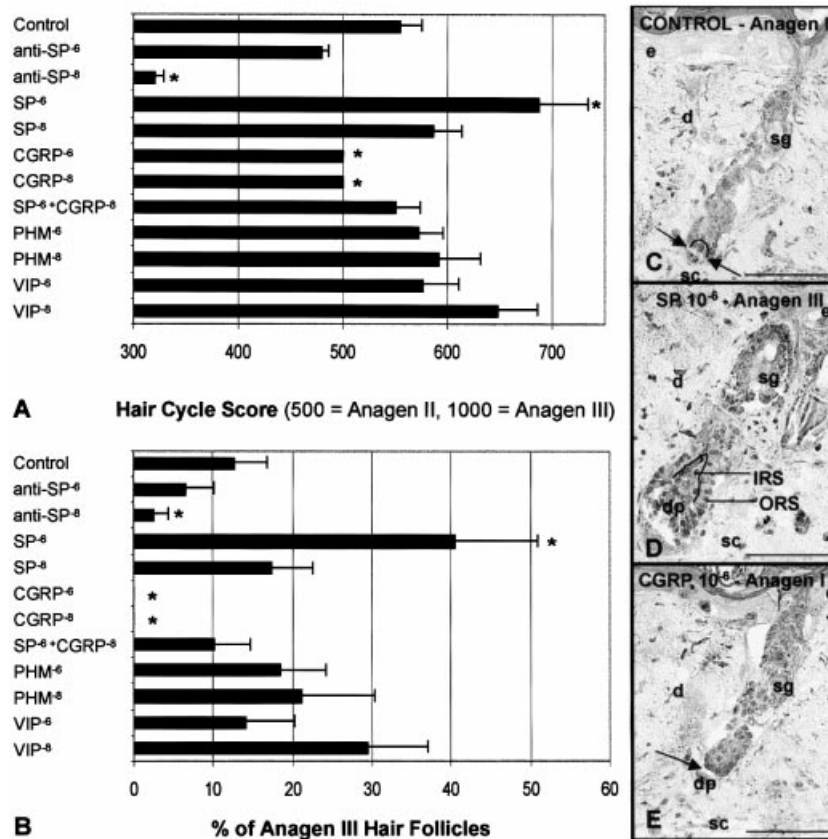 Control
anti-SP-6
anti-SP-8
*
SP-6
*
SP-8
CGRP-6
*
CGRP-8
*
SP-6+CGRP-8
PHM-6
PHM-8
VIP-6
VIP-8
300 400 500 600 700
A Hair Cycle Score (500 = Anagen II, 1000 = Anagen III)
Control
anti-SP-6
anti-SP-8
*
SP-6
*
SP-8
CGRP-6
*
CGRP-8
*
SP-6+CGRP-8
PHM-6
PHM-8
VIP-6
VIP-8
0 10 20 30 40 50 60
B % of Anagen III Hair Follicles
CONTROL - Anagen
e
d
sg
C
sc
SP 10-6 - Anagen III
e
d
sg
IRS
dp
ORS
sc
D
CGRP 10-6 - Anagen
d
sg
dp
E
sc